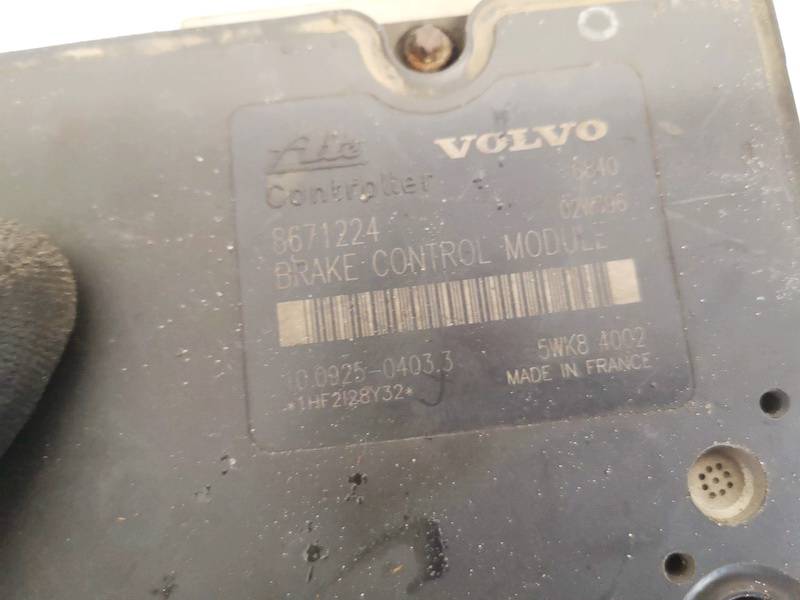 Ate VOLVO
Controller
8671224
BRAKE CONTROL MODULE
10.0925-0403.3 5WK8 4002
*1HF2I28Y32* MADE IN FRANCE